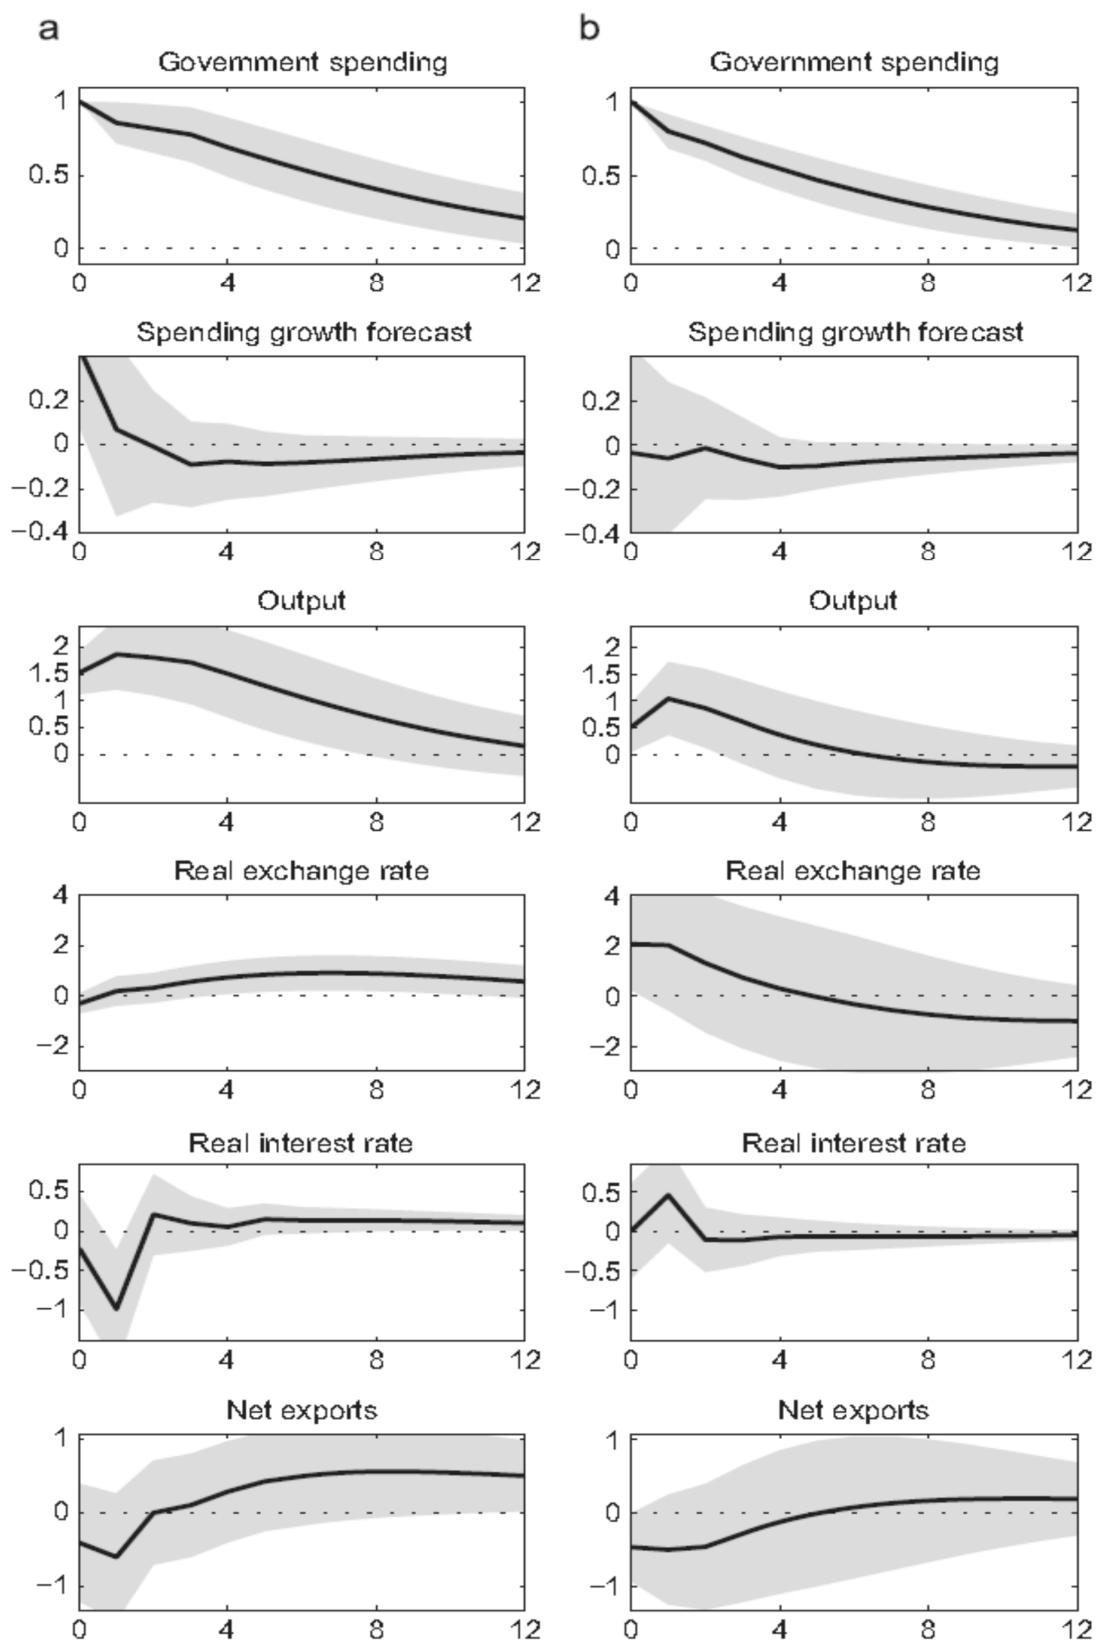 a
Government spending
1
0.5
0
0 4 8 12
Spending growth forecast
0.2
0
−0.2
−0.4
0 4 8 12
Output
2
1.5
1
0.5
0
0 4 8 12
Real exchange rate
4
2
0
−2
0 4 8 12
Real interest rate
0.5
0
−0.5
−1
0 4 8 12
Net exports
1
0
−1
0 4 8 12
b
Government spending
1
0.5
0
0 4 8 12
Spending growth forecast
0.2
0
−0.2
−0.4
0 4 8 12
Output
2
1.5
1
0.5
0
0 4 8 12
Real exchange rate
4
2
0
−2
0 4 8 12
Real interest rate
0.5
0
−0.5
−1
0 4 8 12
Net exports
1
0
−1
0 4 8 12